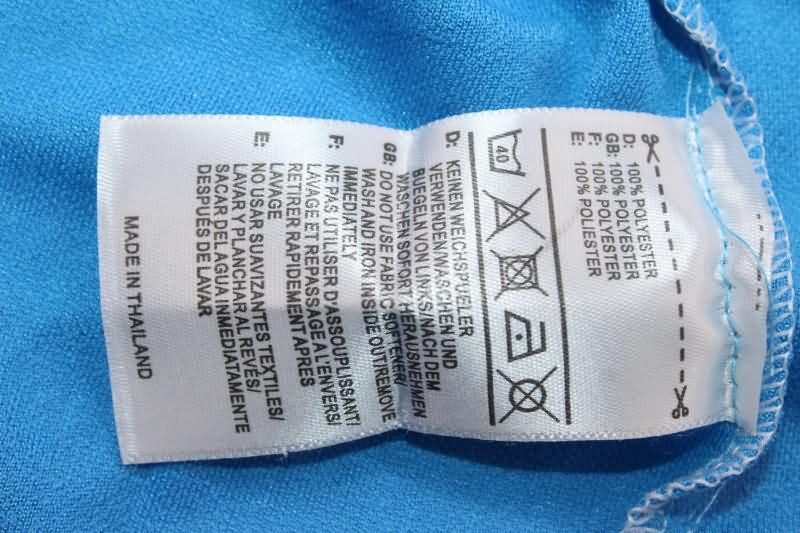 D: 100% POLYESTER
GB: 100% POLYESTER
F: 100% POLYESTER
E: 100% POLIESTER
40
D: KEINEN WEICHSPUELER
VERWENDEN/WASCHEN UND
BUEGELN VON LINKS/NACH DEM
WASCHEN SOFORT HERAUSNEHMEN
GB: DO NOT USE FABRIC SOFTENER/
WASH AND IRON INSIDE OUT/REMOVE
IMMEDIATELY
F: NE PAS UTILISER D'ASSOUPLISSANT/
LAVAGE ET REPASSAGE A L'ENVERS/
RETIRER RAPIDEMENT APRES
LAVAGE
E: NO USAR SUAVIZANTES TEXTILES/
LAVAR Y PLANCHAR AL REVÉS/
SACAR DEL AGUA INMEDIATAMENTE
DESPUES DE LAVAR
MADE IN THAILAND